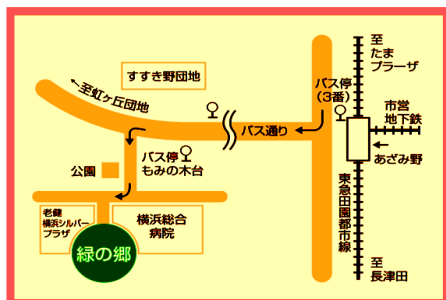 至
たま
プラーザ
すすき野団地
←至虹ヶ丘団地
バス停
(3番)
市営
地下鉄
バス通り
あざみ野
バス停
もみの木台
公園
東急田園都市線
老健
横浜シルバー
プラザ
横浜総合
病院
緑の郷
至
長津田